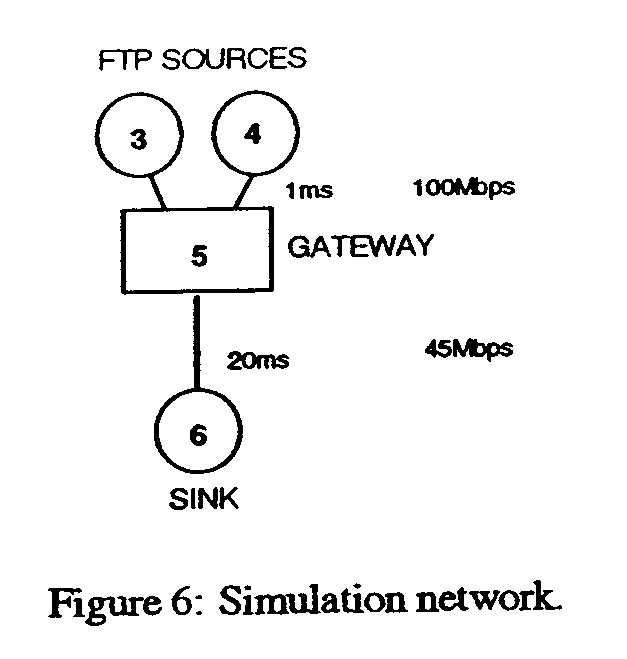 FTP SOURCES
3 4
1ms 100Mbps
5 GATEWAY
20ms 45Mbps
6
SINK
Figure 6: Simulation network.